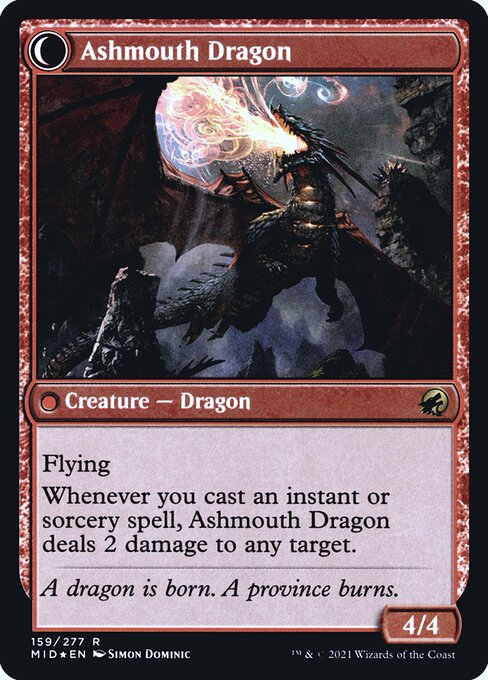 Ashmouth Dragon
Creature — Dragon
Flying
Whenever you cast an instant or
sorcery spell, Ashmouth Dragon
deals 2 damage to any target.
A dragon is born. A province burns.
4/4
159/277 R
MID★EN Simon Dominic
™ & © 2021 Wizards of the Coast